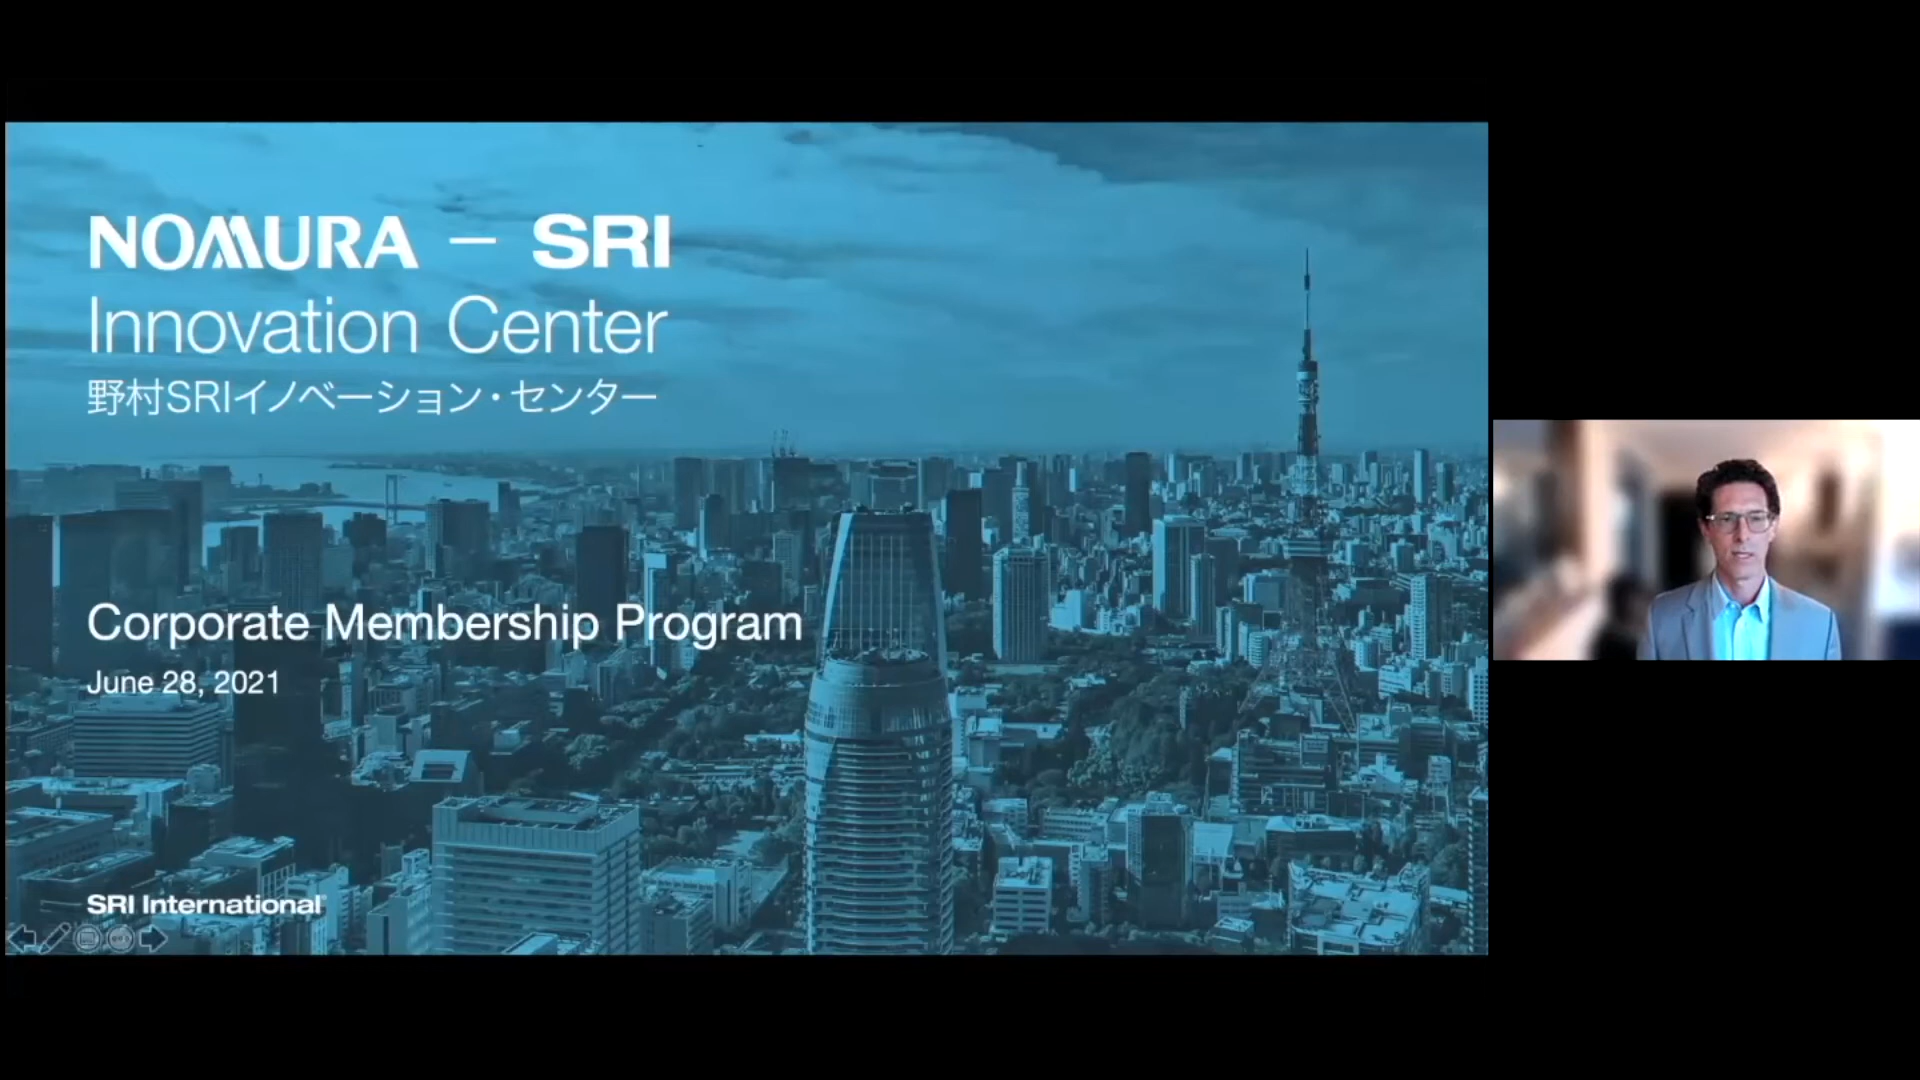 NOMURA – SRI
Innovation Center
野村SRIイノベーション・センター
Corporate Membership Program
June 28, 2021
SRI International